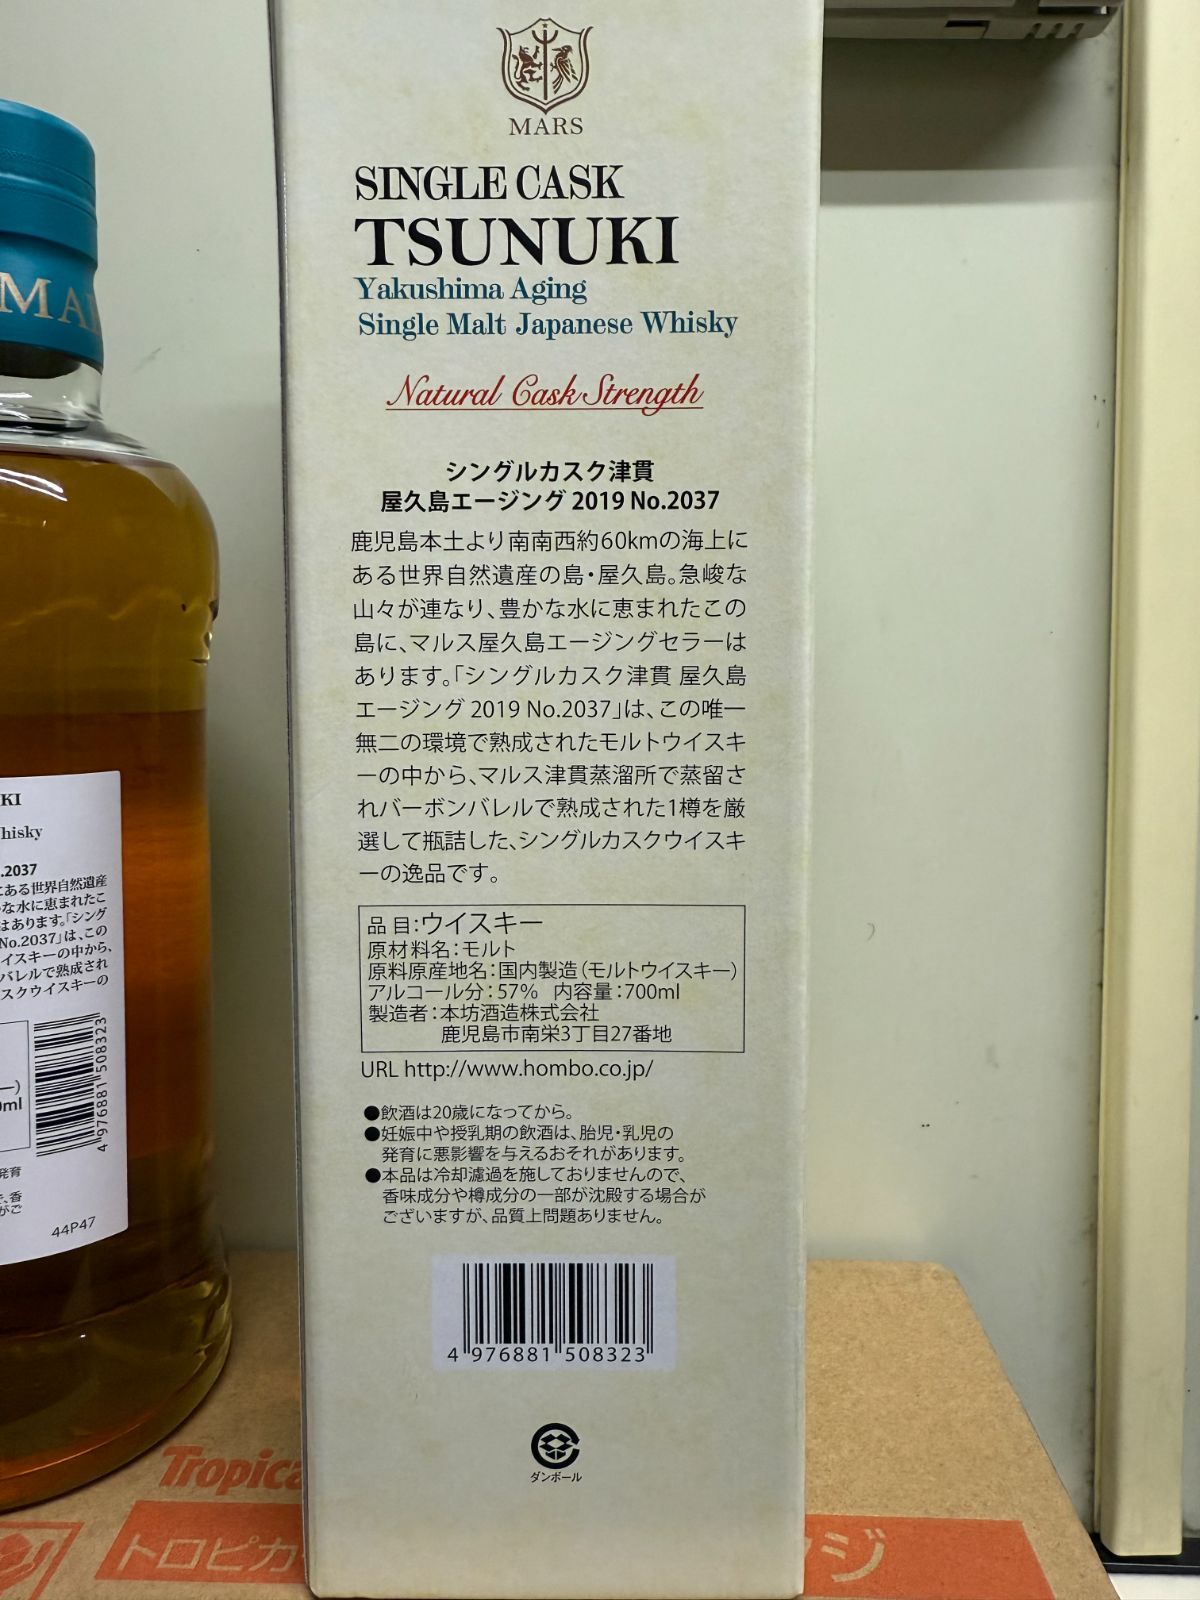 MARS
SINGLE CASK
TSUNUKI
Yakushima Aging
Single Malt Japanese Whisky
Natural Cask Strength
シングルカスク津貫
屋久島エージング 2019 No.2037
鹿児島本土より南南西約60kmの海上に
ある世界自然遺産の島・屋久島。急峻な
山々が連なり、豊かな水に恵まれたこの
島に、マルス屋久島エージングセラーは
あります。「シングルカスク津貫 屋久島
エージング 2019 No.2037」は、この唯一
無二の環境で熟成されたモルトウイスキ
ーの中から、マルス津貫蒸溜所で蒸留さ
れバーボンバレルで熟成された1樽を厳
選して瓶詰した、シングルカスクウイスキ
ーの逸品です。
品目:ウイスキー
原材料名:モルト
原料原産地名:国内製造(モルトウイスキー)
アルコール分:57% 内容量:700ml
製造者:本坊酒造株式会社
鹿児島市南栄3丁目27番地
URL http://www.hombo.co.jp/
●飲酒は20歳になってから。
●妊娠中や授乳期の飲酒は、胎児・乳児の
発育に悪影響を与えるおそれがあります。
●本品は冷却濾過を施しておりませんので、
香味成分や樽成分の一部が沈殿する場合が
ございますが、品質上問題ありません。
4 976881 508323
ダンボール
MA
KI
hisky
.2037
ある世界自然遺産
な水に恵まれたこ
はあります。「シング
No.2037」は、この
イスキーの中から、
バレルで熟成され
スクウイスキーの
ー)
0ml
4 976881 508323
発育
、香
がご
44P47
Tropica
トロピカ
ジ